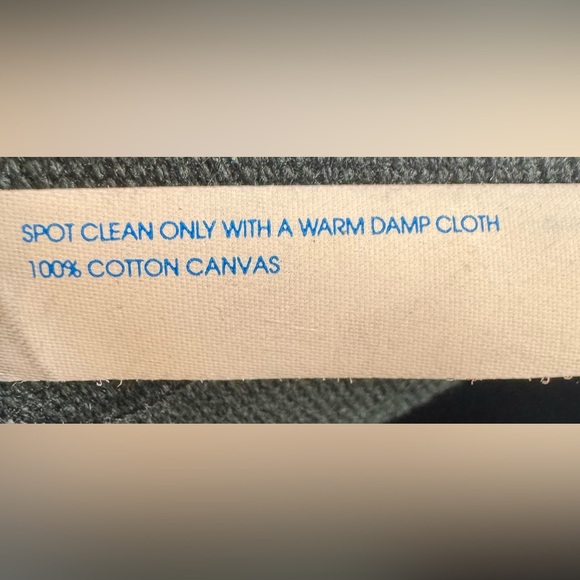 SPOT CLEAN ONLY WITH A WARM DAMP CLOTH
100% COTTON CANVAS